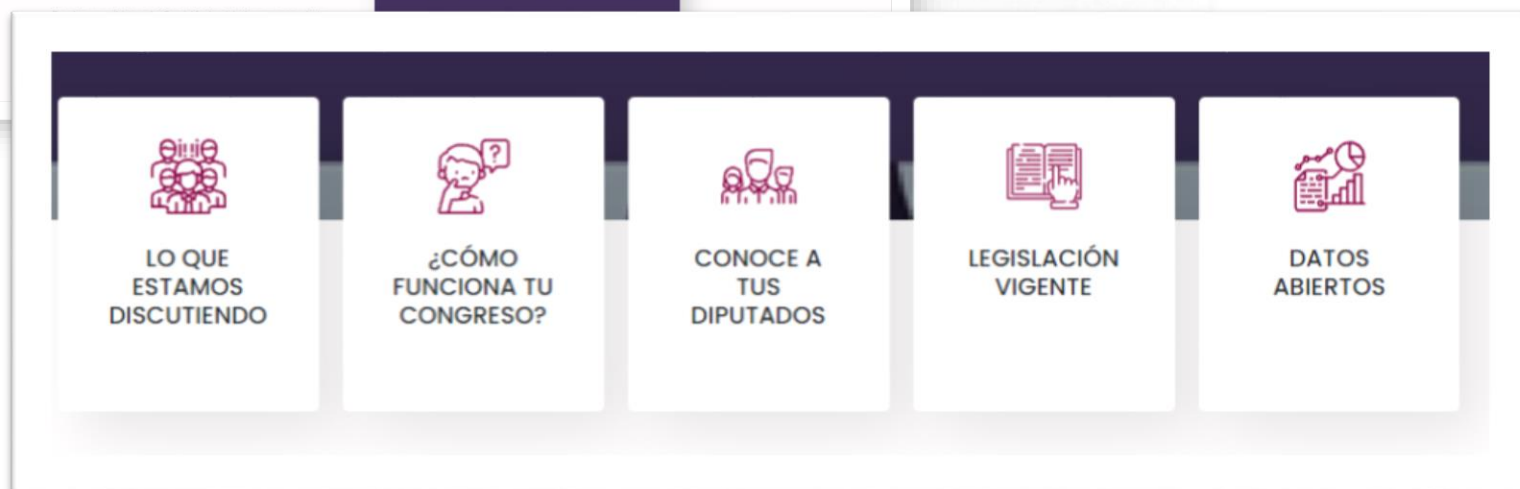 LO QUE
ESTAMOS
DISCUTIENDO
¿CÓMO
FUNCIONA TU
CONGRESO?
?
CONOCE A
TUS
DIPUTADOS
LEGISLACIÓN
VIGENTE
DATOS
ABIERTOS